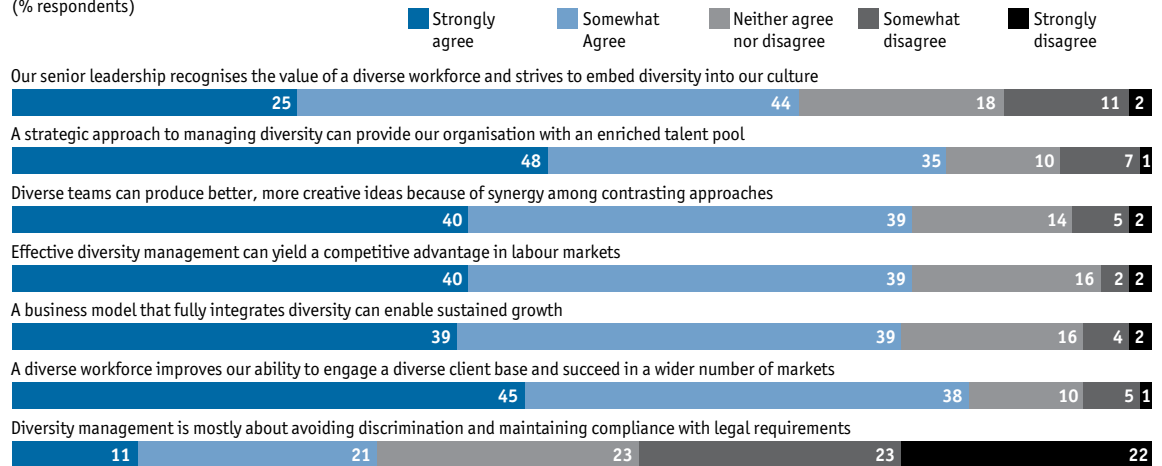 (% respondents)
Strongly agree
Somewhat Agree
Neither agree nor disagree
Somewhat disagree
Strongly disagree
Our senior leadership recognises the value of a diverse workforce and strives to embed diversity into our culture
25 44 18 11 2
A strategic approach to managing diversity can provide our organisation with an enriched talent pool
48 35 10 7 1
Diverse teams can produce better, more creative ideas because of synergy among contrasting approaches
40 39 14 5 2
Effective diversity management can yield a competitive advantage in labour markets
40 39 16 2 2
A business model that fully integrates diversity can enable sustained growth
39 39 16 4 2
A diverse workforce improves our ability to engage a diverse client base and succeed in a wider number of markets
45 38 10 5 1
Diversity management is mostly about avoiding discrimination and maintaining compliance with legal requirements
11 21 23 23 22